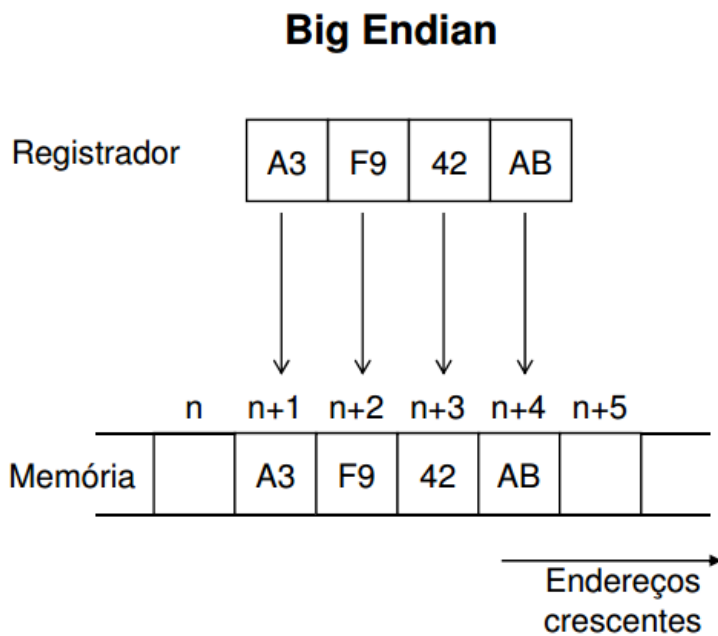 Big Endian
Registrador A3 F9 42 AB
n n+1 n+2 n+3 n+4 n+5
Memória A3 F9 42 AB
Endereços
crescentes